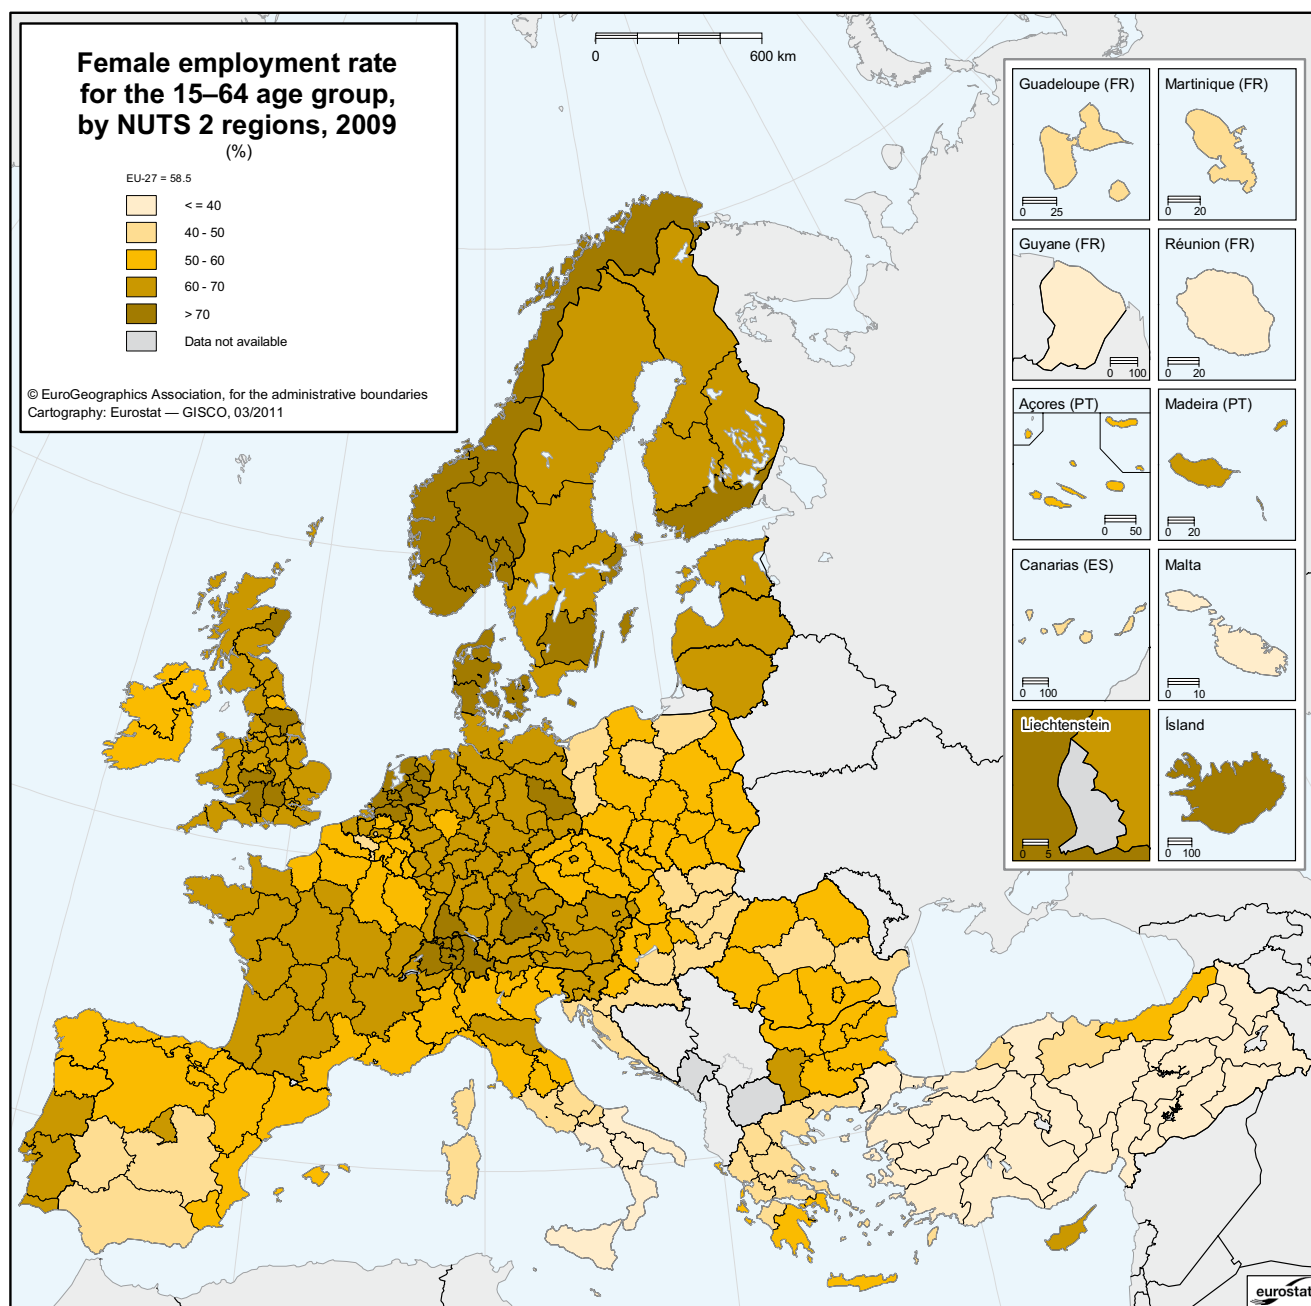 Female employment rate
for the 15–64 age group,
by NUTS 2 regions, 2009
(%)
EU-27 = 58.5
< = 40
40 - 50
50 - 60
60 - 70
> 70
Data not available
© EuroGeographics Association, for the administrative boundaries
Cartography: Eurostat — GISCO, 03/2011
0 600 km
Guadeloupe (FR)
0 25
Martinique (FR)
0 20
Guyane (FR)
0 100
Réunion (FR)
0 20
Açores (PT)
0 50
Madeira (PT)
0 20
Canarias (ES)
0 100
Malta
0 10
Liechtenstein
0 5
Ísland
0 100
eurostat